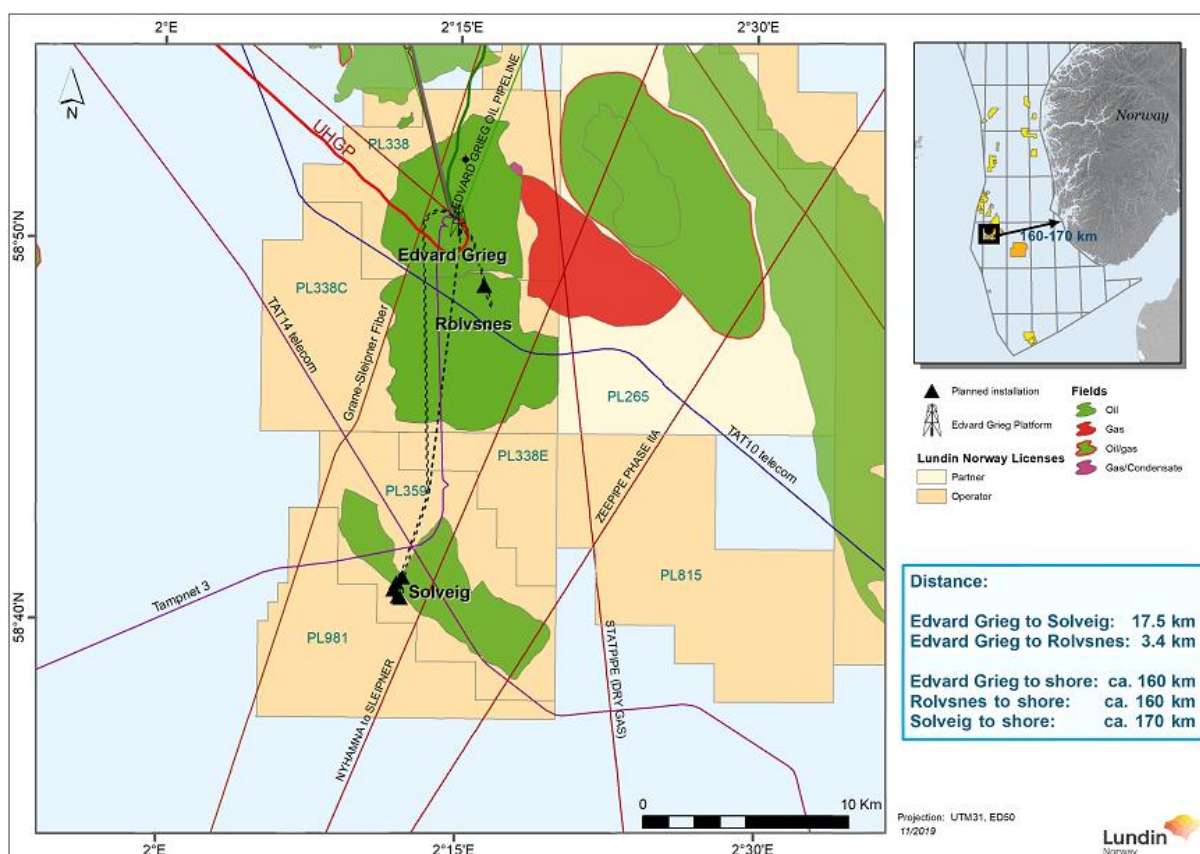 2°E 2°15'E 2°30'E
N
58°50'N
58°40'N
UHGP
PL338
EDVARD GRIEG OIL PIPELINE
Edvard Grieg
PL338C
Rolvsnes
TAT14 telecom
Grane-Sleipner Fiber
PL265
PL338E
PL359
TAT10 telecom
ZEEPIPE PHASE IIA
PL815
Solveig
Tampnet 3
PL981
NYHAMNA to SLEIPNER
STATPIPE (DRY GAS)
0 10 Km
2°E 2°15'E 2°30'E
Norway
160-170 km
Planned installation
Edvard Grieg Platform
Lundin Norway Licenses
Partner
Operator
Fields
Oil
Gas
Oil/gas
Gas/Condensate
Distance:
Edvard Grieg to Solveig: 17.5 km
Edvard Grieg to Rolvsnes: 3.4 km
Edvard Grieg to shore: ca. 160 km
Rolvsnes to shore: ca. 160 km
Solveig to shore: ca. 170 km
Projection: UTM31, ED50
11/2019
Lundin
Norway